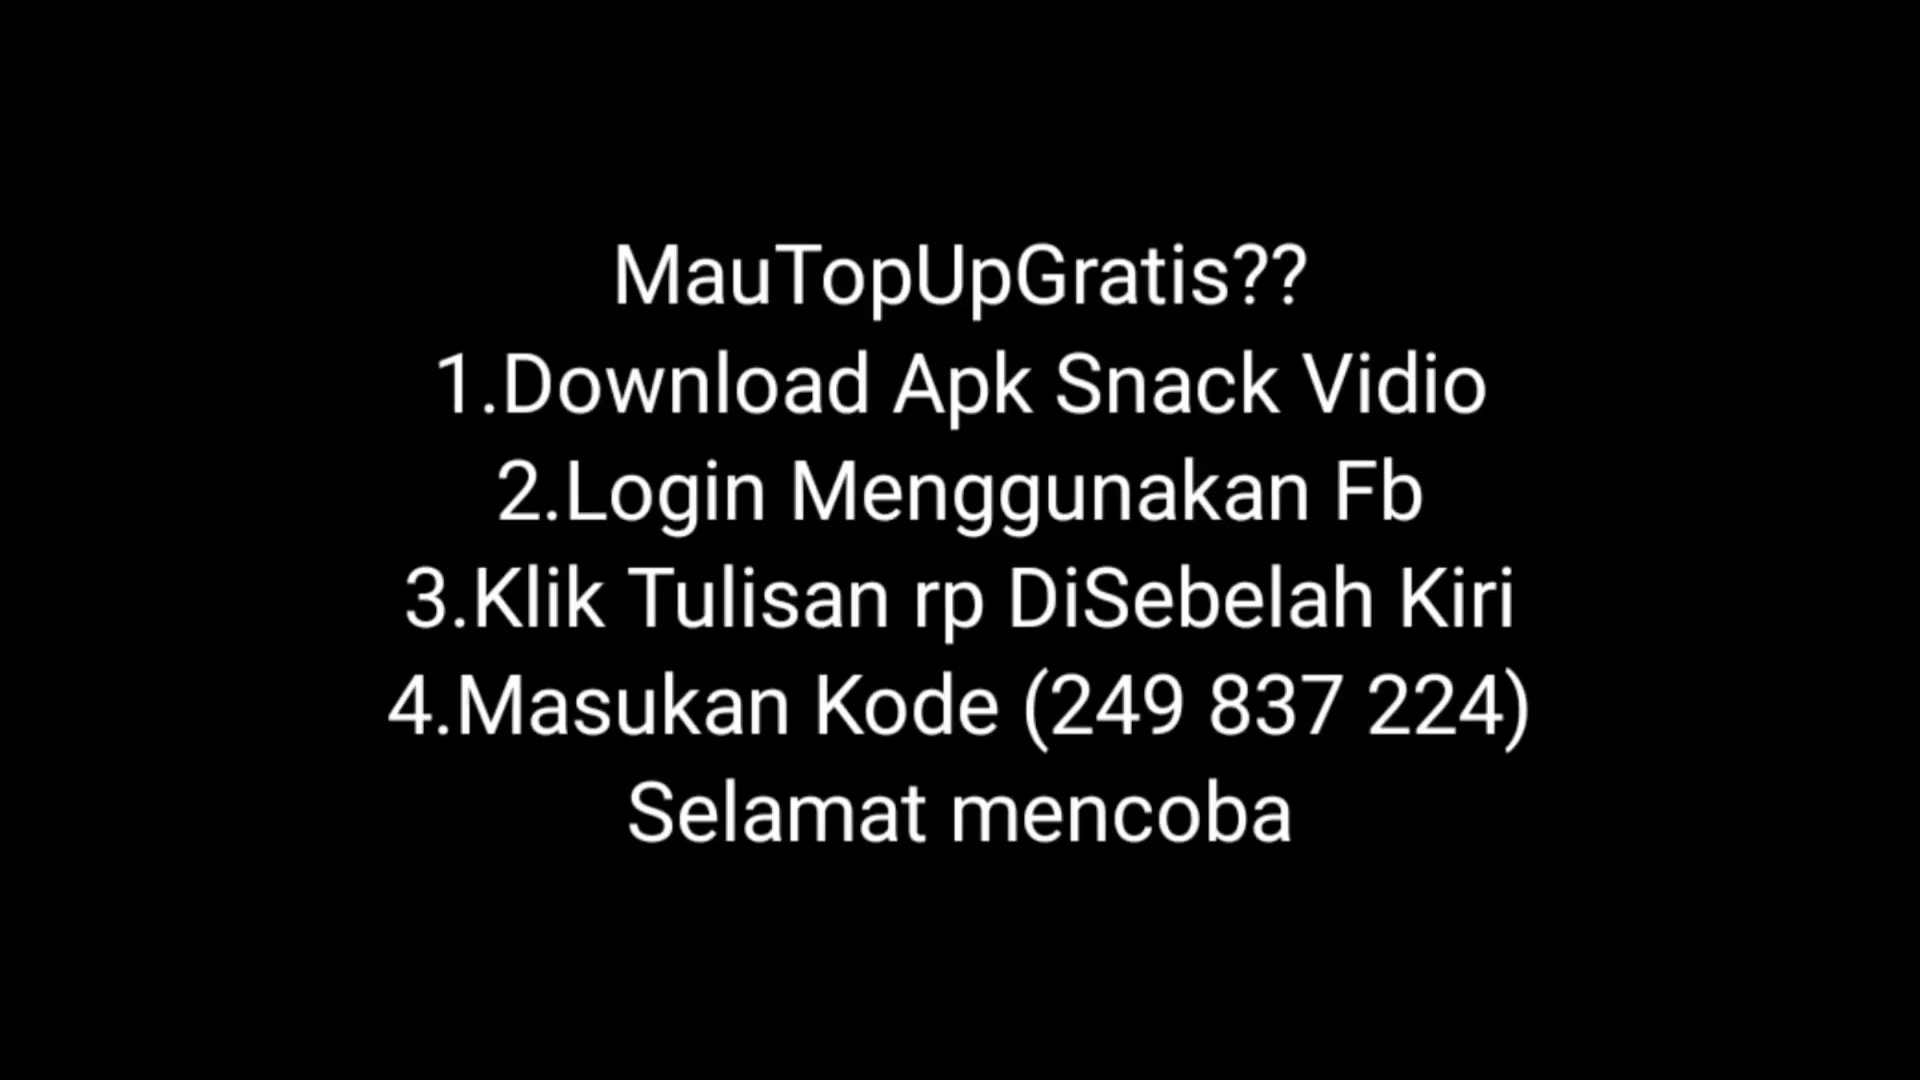 MauTopUpGratis??
1.Download Apk Snack Vidio
2.Login Menggunakan Fb
3.Klik Tulisan rp DiSebelah Kiri
4.Masukan Kode (249 837 224)
Selamat mencoba